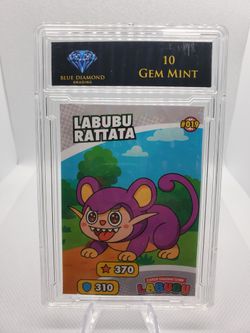 BLUE DIAMOND
GRADING
10
GEM MINT
LABUBU
RATTATA
#019
370
310
LABUBU